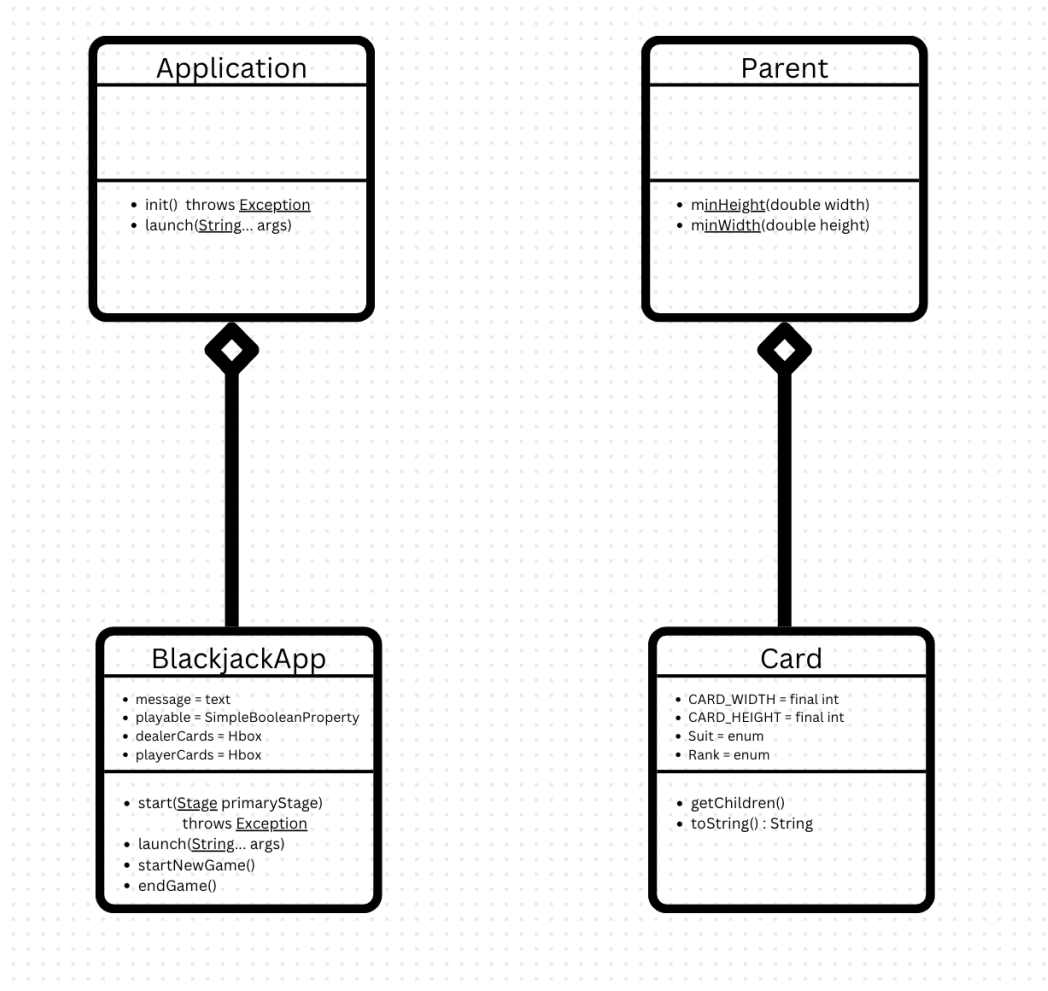 Application
• init()  throws Exception
• launch(String... args)
Parent
• minHeight(double width)
• minWidth(double height)
BlackjackApp
• message = text
• playable = SimpleBooleanProperty
• dealerCards = Hbox
• playerCards = Hbox
• start(Stage primaryStage)
throws Exception
• launch(String... args)
• startNewGame()
• endGame()
Card
• CARD_WIDTH = final int
• CARD_HEIGHT = final int
• Suit = enum
• Rank = enum
• getChildren()
• toString() : String